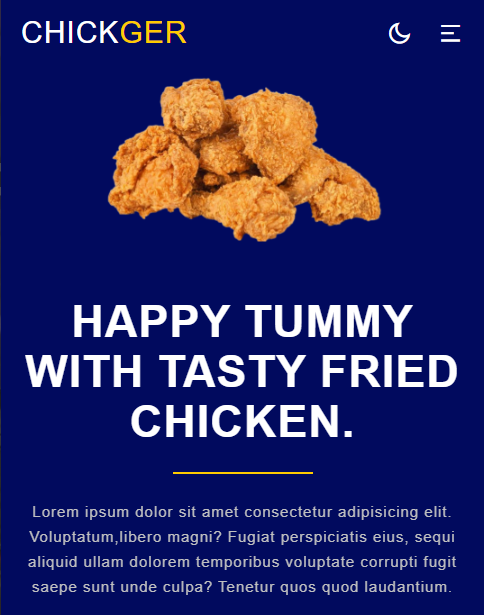 CHICKGER
HAPPY TUMMY
WITH TASTY FRIED
CHICKEN.
Lorem ipsum dolor sit amet consectetur adipisicing elit.
Voluptatum,libero magni? Fugiat perspiciatis eius, sequi
aliquid ullam dolorem temporibus voluptate corrupti fugit
saepe sunt unde culpa? Tenetur quos quod laudantium.